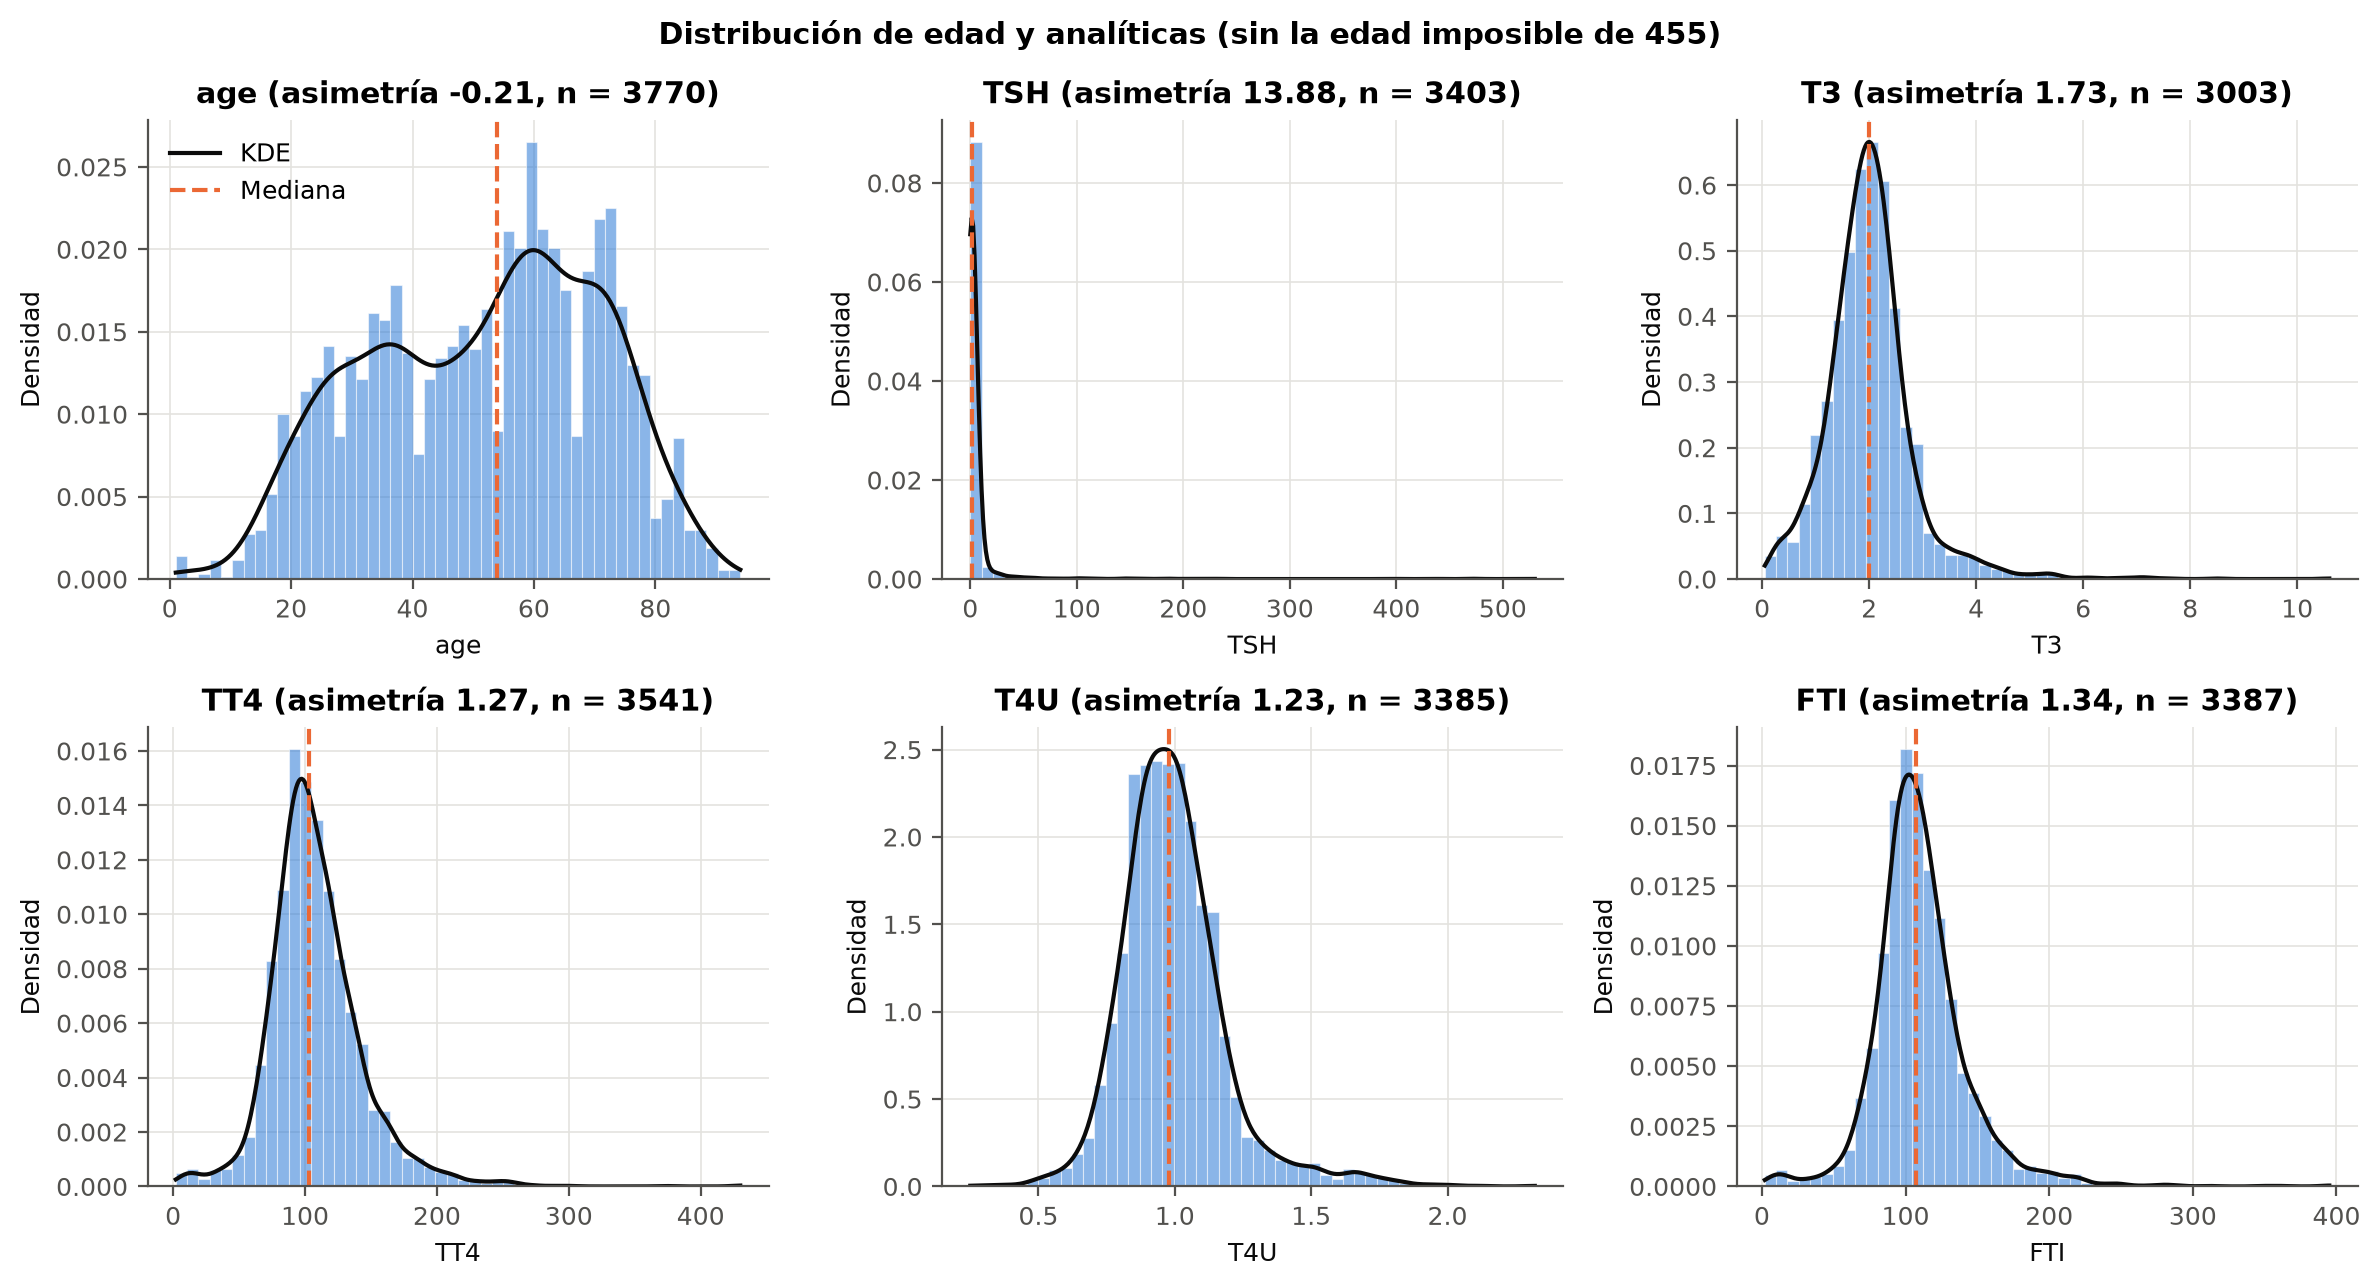 Distribución de edad y analíticas (sin la edad imposible de 455)
age (asimetría -0.21, n = 3770)
KDE
Mediana
0.025
0.020
0.015
0.010
0.005
0.000
Densidad
0 20 40 60 80
age
TSH (asimetría 13.88, n = 3403)
0.08
0.06
0.04
0.02
0.00
Densidad
0 100 200 300 400 500
TSH
T3 (asimetría 1.73, n = 3003)
0.6
0.5
0.4
0.3
0.2
0.1
0.0
Densidad
0 2 4 6 8 10
T3
TT4 (asimetría 1.27, n = 3541)
0.016
0.014
0.012
0.010
0.008
0.006
0.004
0.002
0.000
Densidad
0 100 200 300 400
TT4
T4U (asimetría 1.23, n = 3385)
2.5
2.0
1.5
1.0
0.5
0.0
Densidad
0.5 1.0 1.5 2.0
T4U
FTI (asimetría 1.34, n = 3387)
0.0175
0.0150
0.0125
0.0100
0.0075
0.0050
0.0025
0.0000
Densidad
0 100 200 300 400
FTI